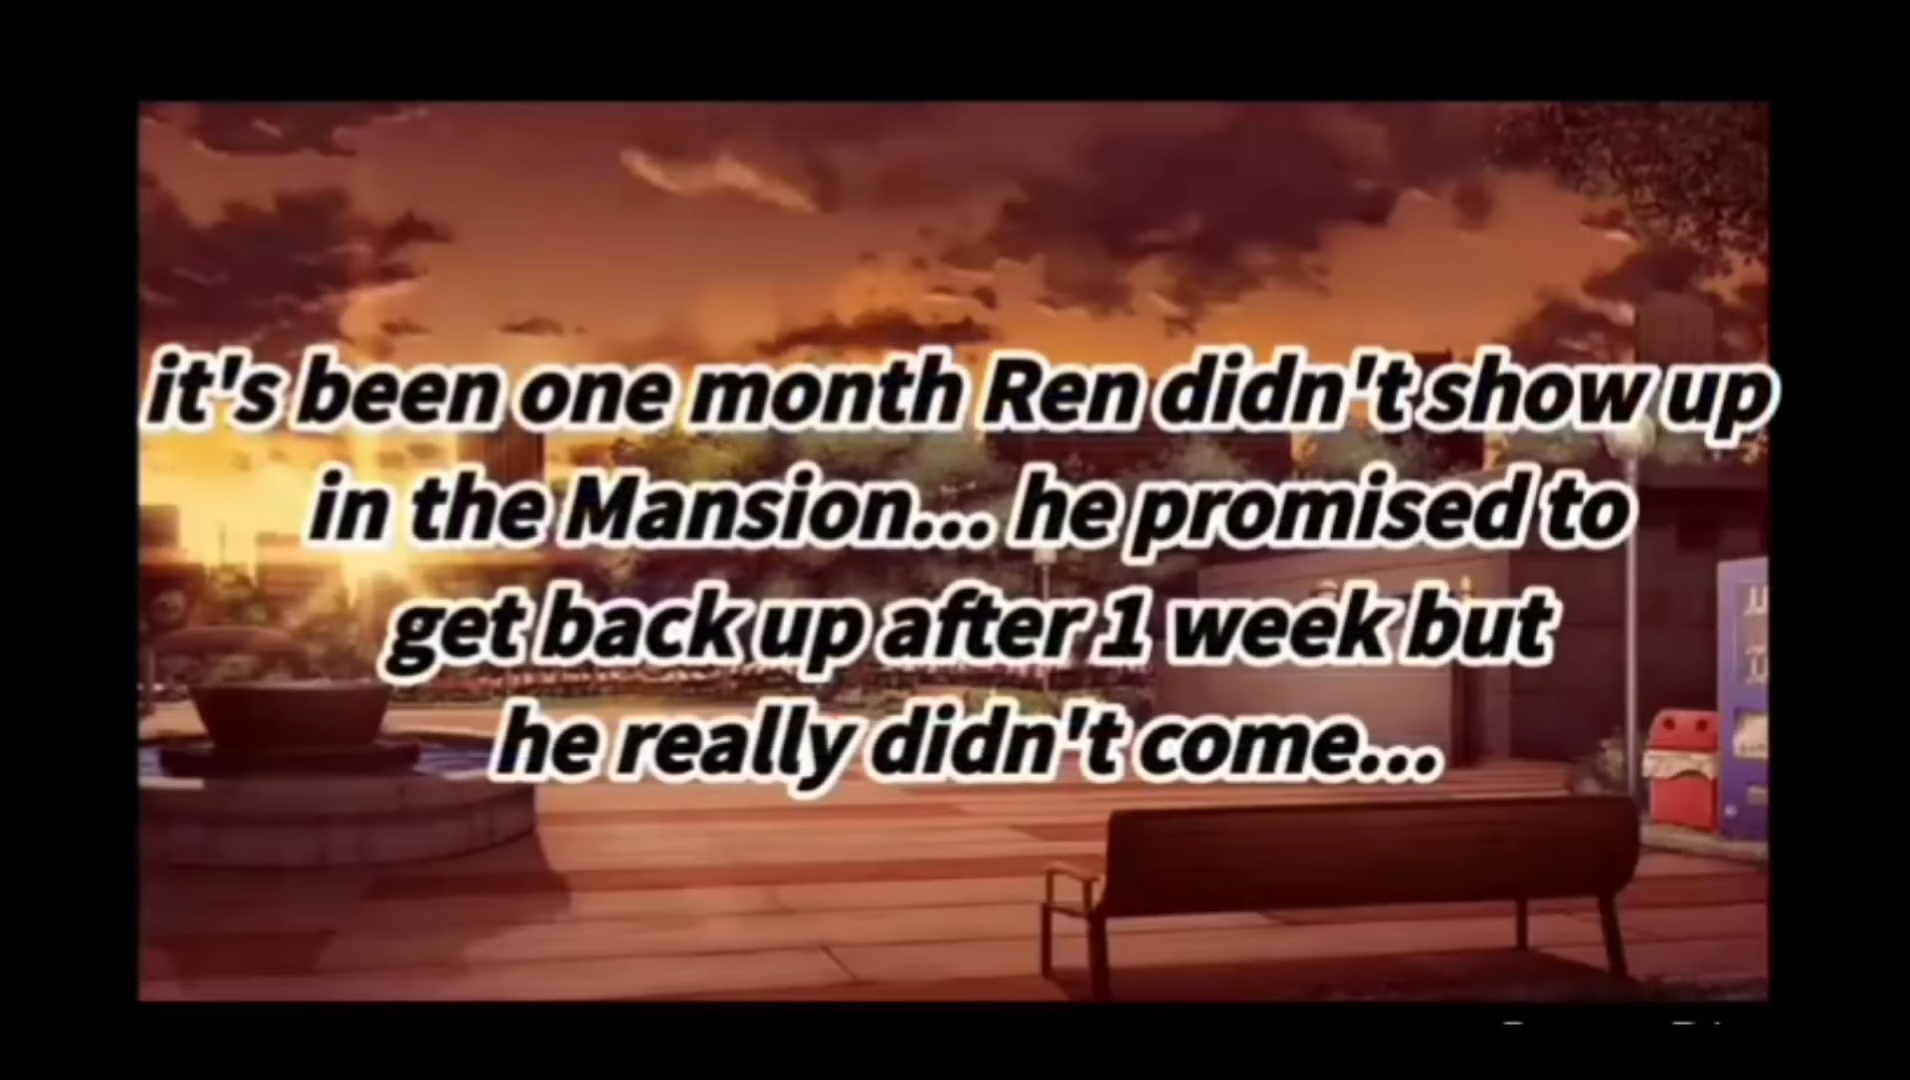 it's been one month Ren didn't show up
in the Mansion... he promised to
get back up after 1 week but
he really didn't come...